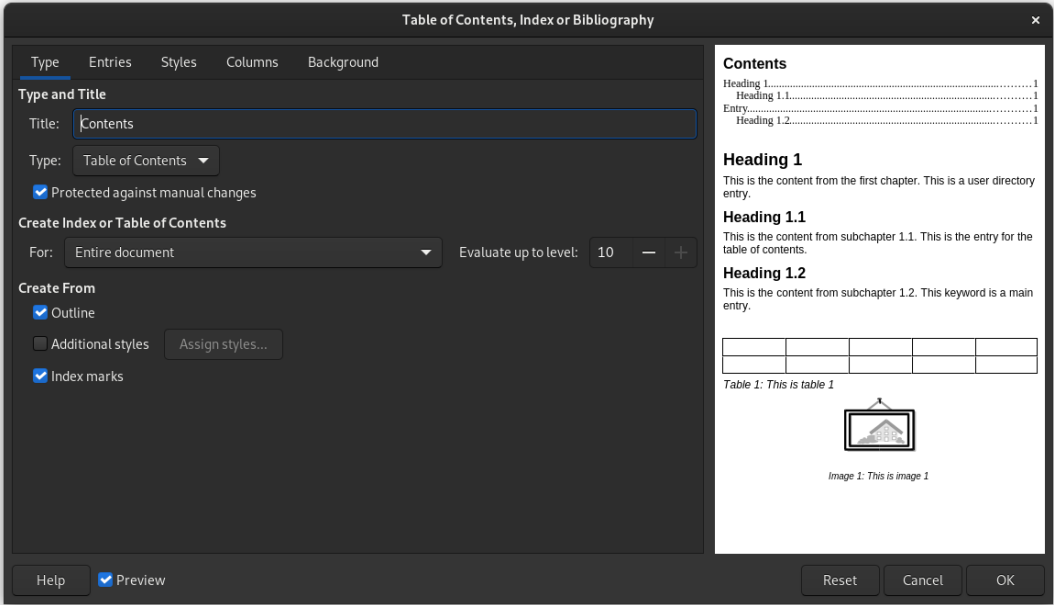 Table of Contents, Index or Bibliography
Type Entries Styles Columns Background
Type and Title
Title: Contents
Type: Table of Contents
Protected against manual changes
Create Index or Table of Contents
For: Entire document Evaluate up to level: 10
Create From
Outline
Additional styles Assign styles...
Index marks
Contents
Heading 1..........................................................................................1
Heading 1.1......................................................................................1
Entry..................................................................................................1
Heading 1.2......................................................................................1
Heading 1
This is the content from the first chapter. This is a user directory
entry.
Heading 1.1
This is the content from subchapter 1.1. This is the entry for the
table of contents.
Heading 1.2
This is the content from subchapter 1.2. This keyword is a main
entry.
Table 1: This is table 1
Image 1: This is image 1
Help Preview Reset Cancel OK